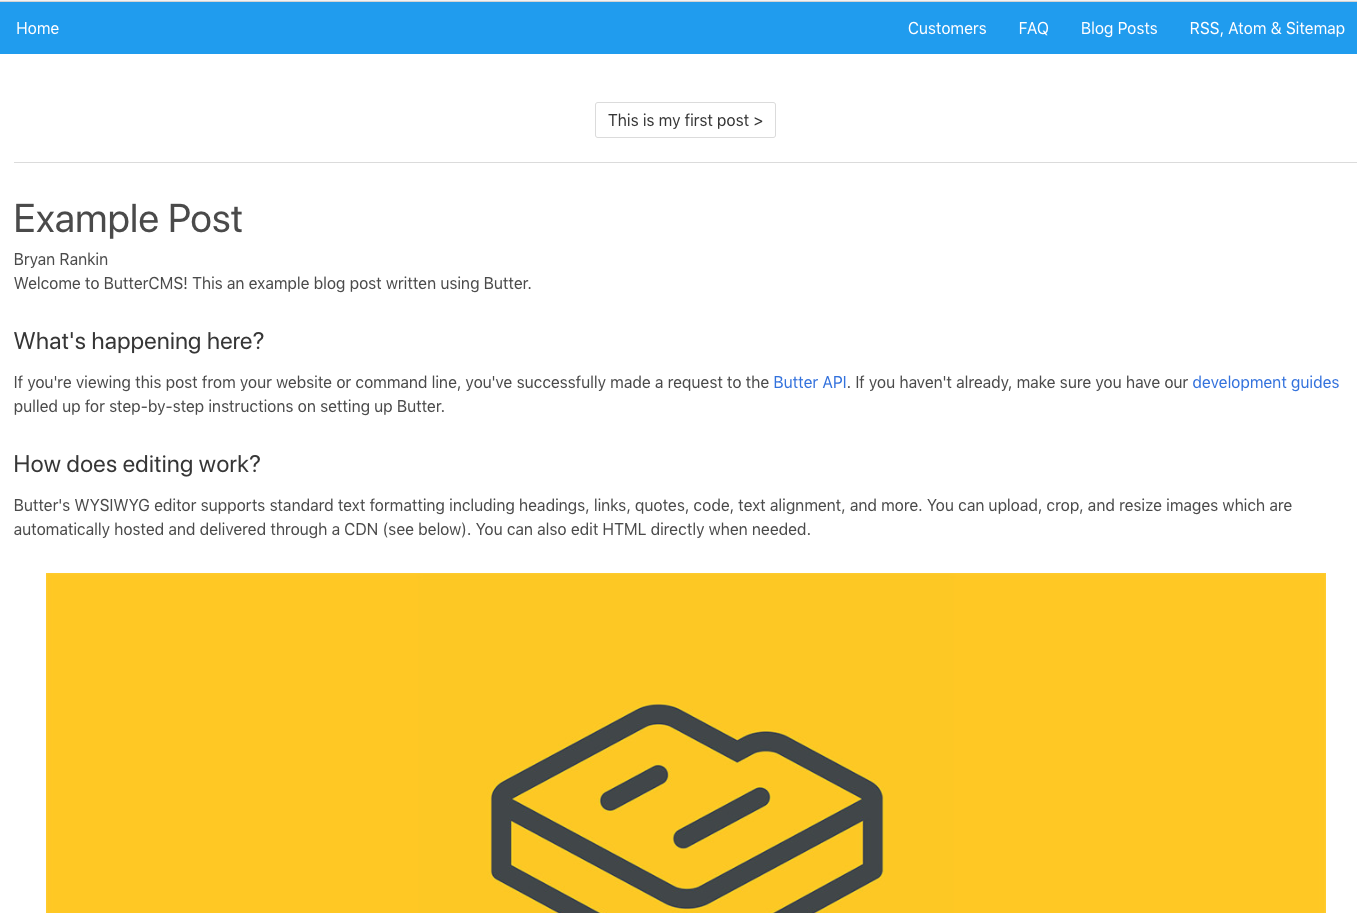 Home Customers FAQ Blog Posts RSS, Atom & Sitemap
This is my first post >
Example Post
Bryan Rankin
Welcome to ButterCMS! This an example blog post written using Butter.
What's happening here?
If you're viewing this post from your website or command line, you've successfully made a request to the Butter API. If you haven't already, make sure you have our development guides
pulled up for step-by-step instructions on setting up Butter.
How does editing work?
Butter's WYSIWYG editor supports standard text formatting including headings, links, quotes, code, text alignment, and more. You can upload, crop, and resize images which are
automatically hosted and delivered through a CDN (see below). You can also edit HTML directly when needed.